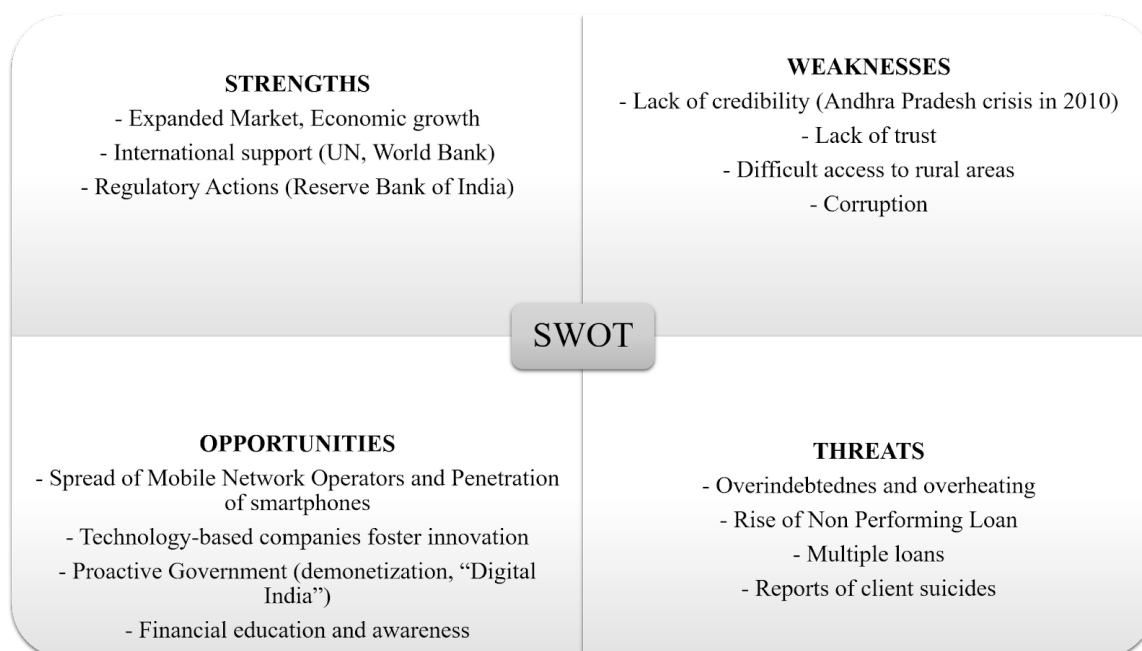 STRENGTHS
- Expanded Market, Economic growth
- International support (UN, World Bank)
- Regulatory Actions (Reserve Bank of India)
WEAKNESSES
- Lack of credibility (Andhra Pradesh crisis in 2010)
- Lack of trust
- Difficult access to rural areas
- Corruption
SWOT
OPPORTUNITIES
- Spread of Mobile Network Operators and Penetration
of smartphones
- Technology-based companies foster innovation
- Proactive Government (demonetization, “Digital
India”)
- Financial education and awareness
THREATS
- Overindebtednes and overheating
- Rise of Non Performing Loan
- Multiple loans
- Reports of client suicides